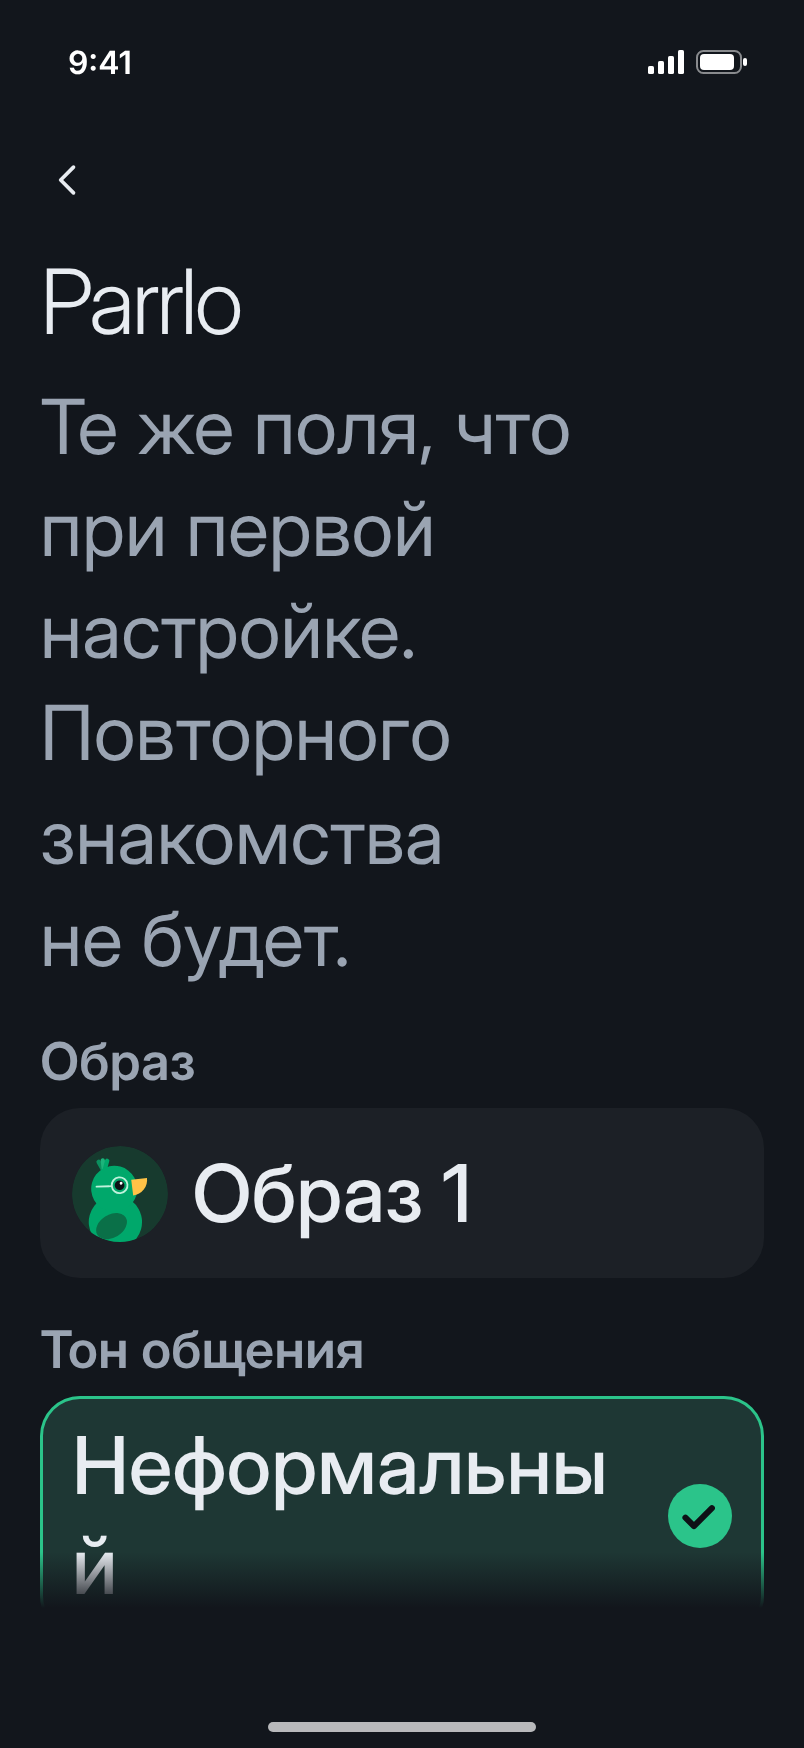 9:41
Parrlo
Те же поля, что
при первой
настройке.
Повторного
знакомства
не будет.
Образ
Образ 1
Тон общения
Неформальны
й